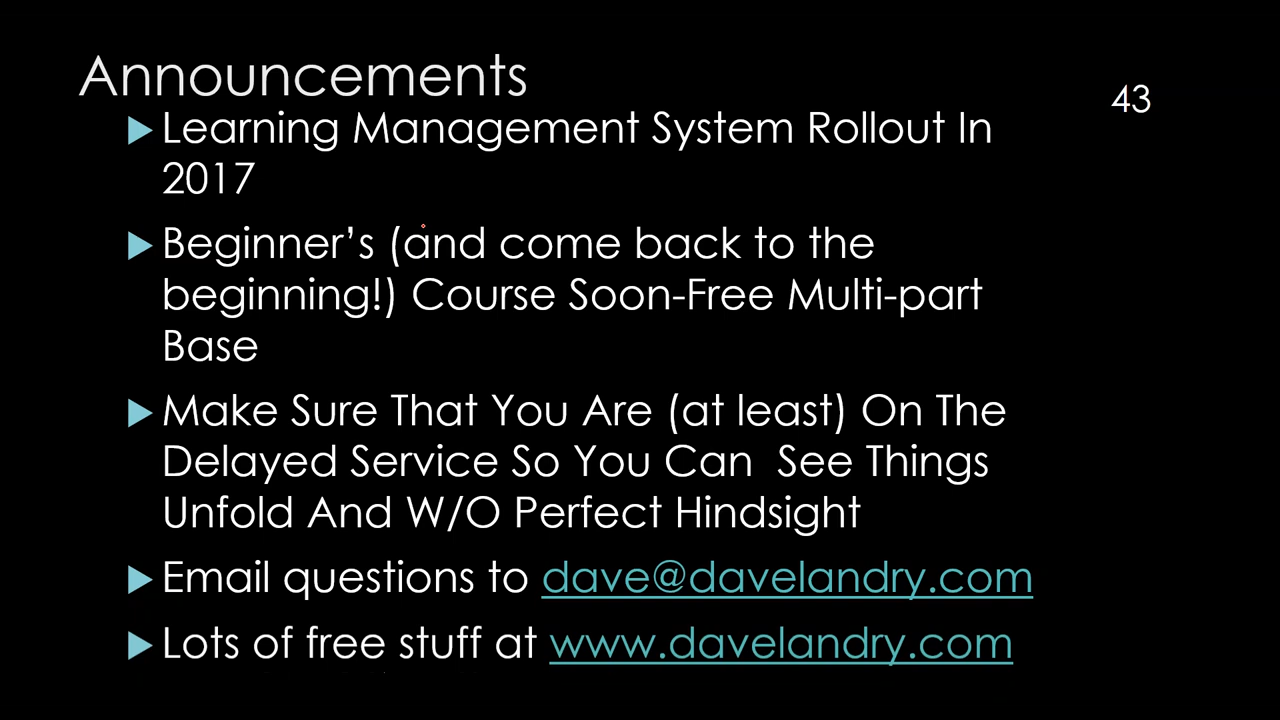 Announcements
43
Learning Management System Rollout In
2017
Beginner’s (and come back to the
beginning!) Course Soon-Free Multi-part
Base
Make Sure That You Are (at least) On The
Delayed Service So You Can  See Things
Unfold And W/O Perfect Hindsight
Email questions to dave@davelandry.com
Lots of free stuff at www.davelandry.com